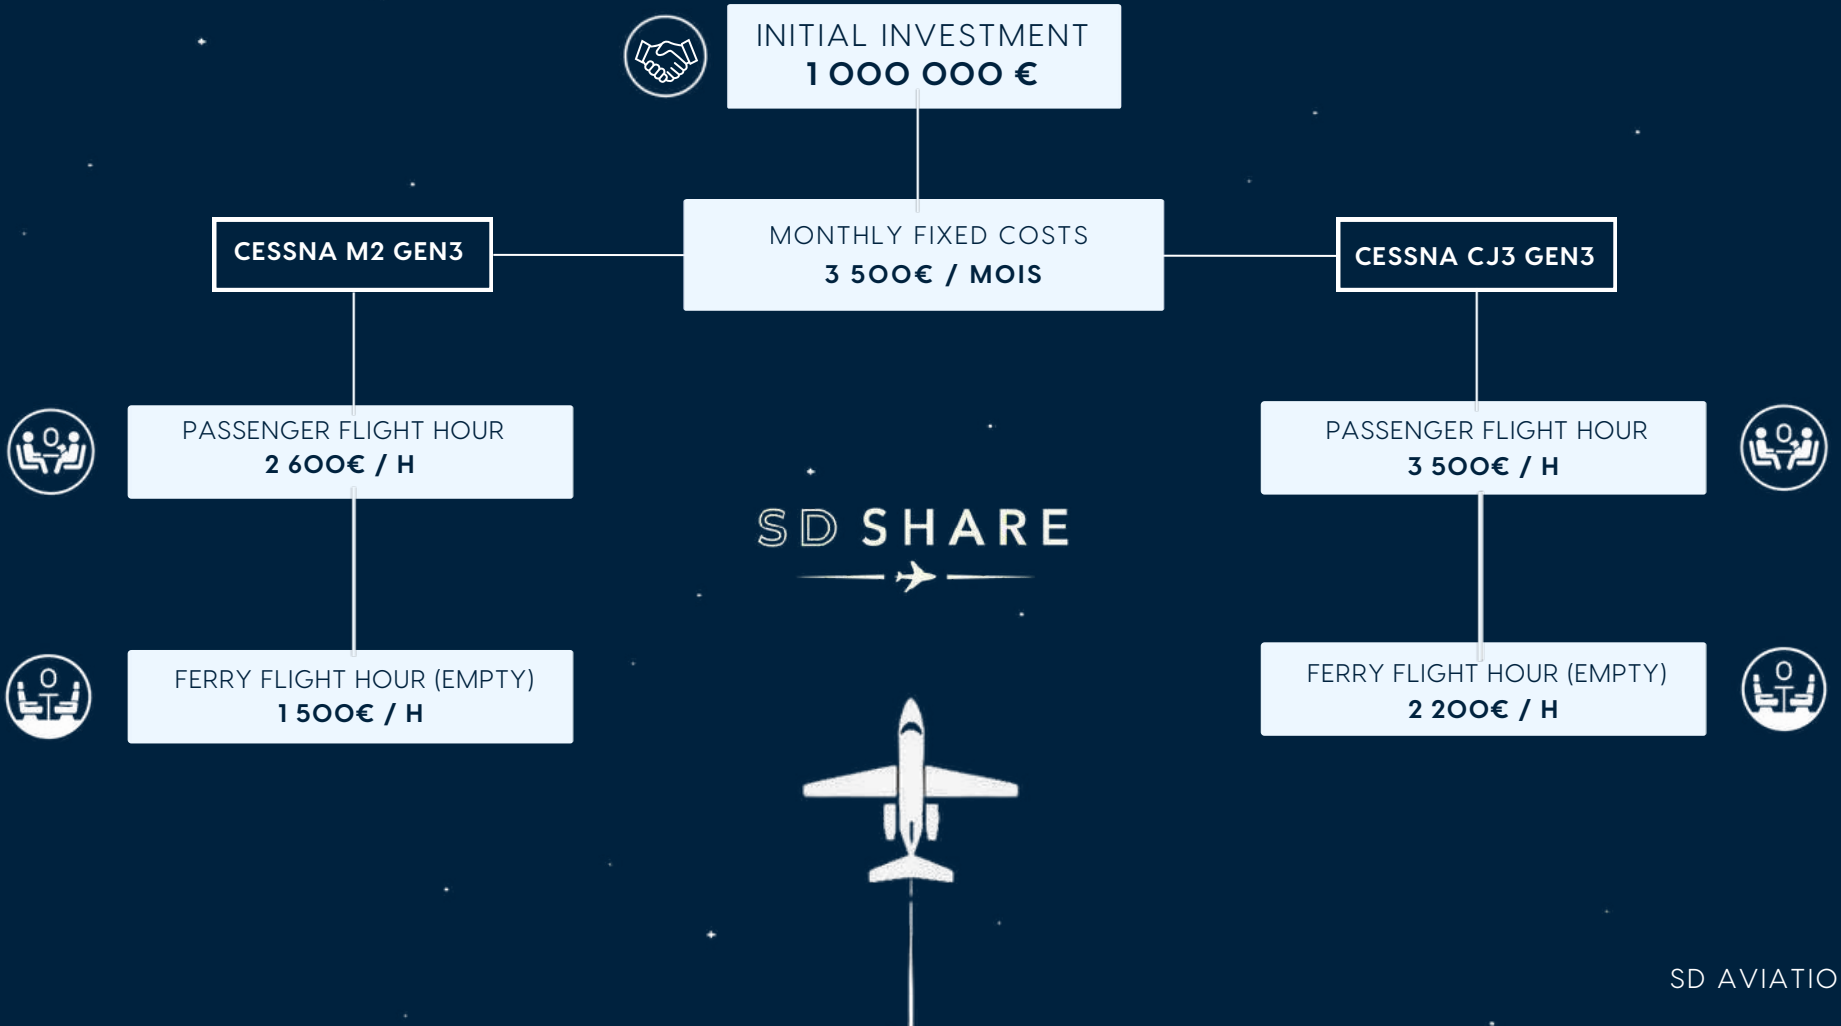 INITIAL INVESTMENT
1 000 000 €
MONTHLY FIXED COSTS
3 500€ / MOIS
CESSNA M2 GEN3
CESSNA CJ3 GEN3
PASSENGER FLIGHT HOUR
2 600€ / H
PASSENGER FLIGHT HOUR
3 500€ / H
SD SHARE
FERRY FLIGHT HOUR (EMPTY)
1 500€ / H
FERRY FLIGHT HOUR (EMPTY)
2 200€ / H
SD AVIATIO